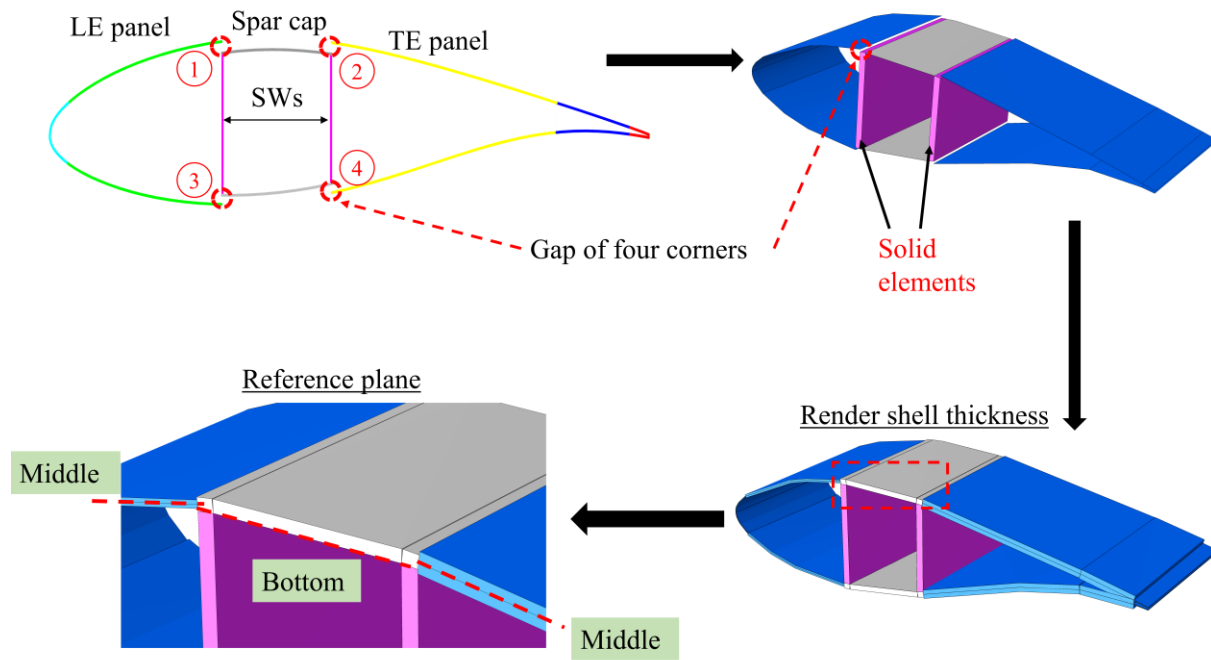 LE panel
Spar cap
TE panel
1
2
SWs
3
4
Gap of four corners
Solid
elements
Reference plane
Render shell thickness
Middle
Bottom
Middle